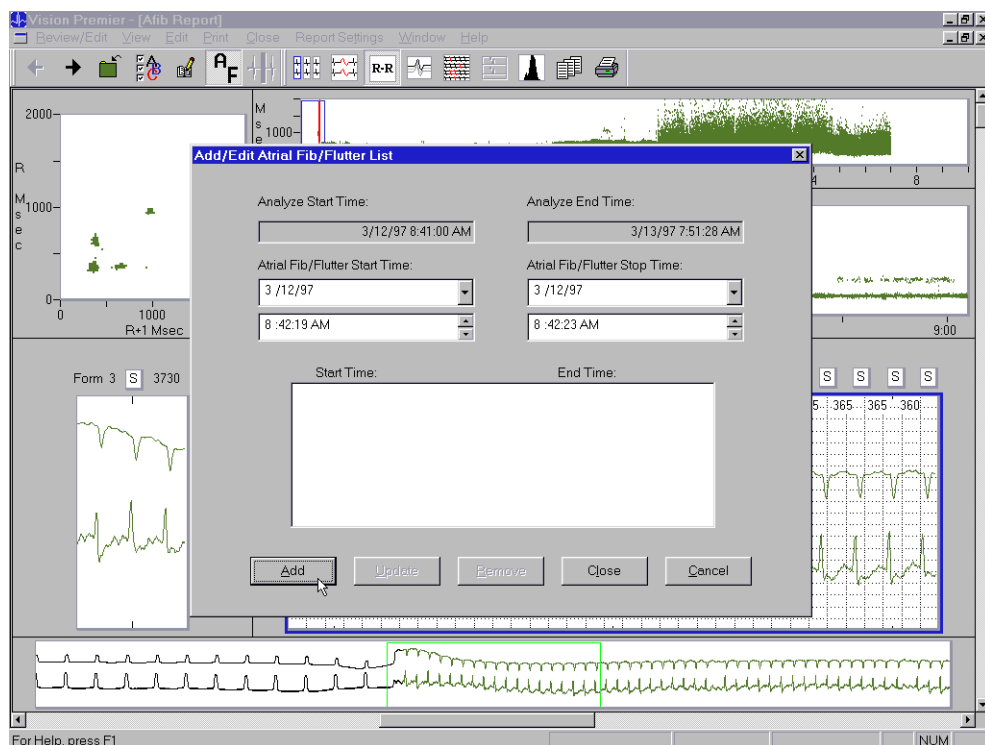 Vision Premier - [Afib Report]
Review/Edit View Edit Print Close Report Settings Window Help
A F R-R
2000
1000
0
R
Msec
0 1000
R+1 Msec
M
s
e
1000
4 8
9:00
Add/Edit Atrial Fib/Flutter List
Analyze Start Time: Analyze End Time:
3/12/97 8:41:00 AM 3/13/97 7:51:28 AM
Atrial Fib/Flutter Start Time: Atrial Fib/Flutter Stop Time:
3 /12/97 3 /12/97
8 :42:19 AM 8 :42:23 AM
Start Time: End Time:
Add Update Remove Close Cancel
Form 3 S 3730
S S S S
5 365 365 360
For Help, press F1 NUM